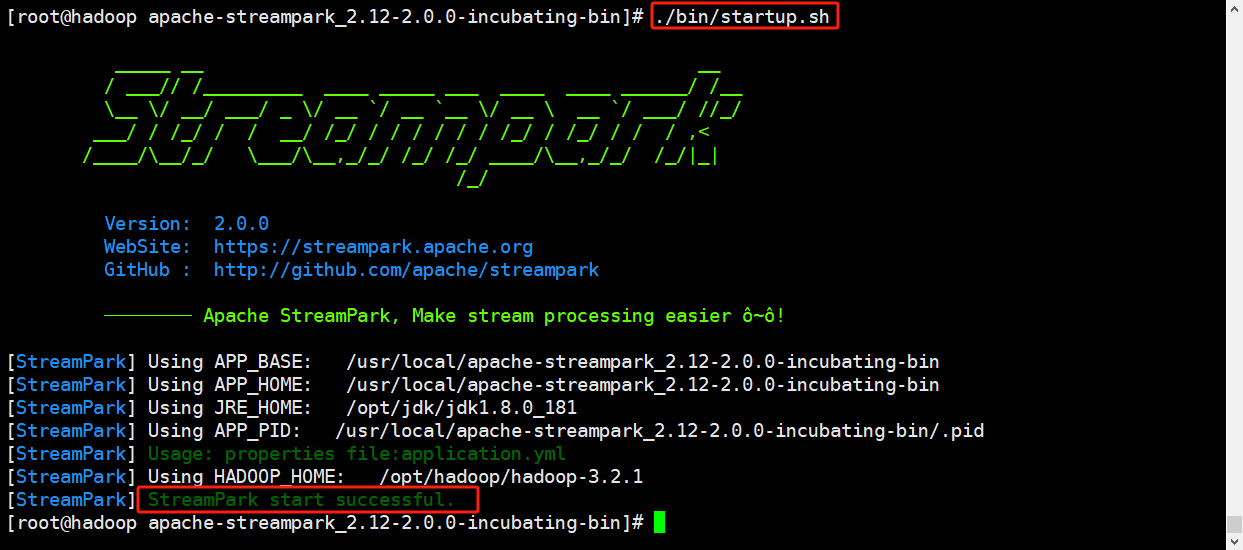 [root@hadoop apache-streampark_2.12-2.0.0-incubating-bin]# ./bin/startup.sh
Streampark
Version:  2.0.0
WebSite:  https://streampark.apache.org
GitHub :  http://github.com/apache/streampark
──────── Apache StreamPark, Make stream processing easier ô~ô!
[StreamPark] Using APP_BASE:   /usr/local/apache-streampark_2.12-2.0.0-incubating-bin
[StreamPark] Using APP_HOME:   /usr/local/apache-streampark_2.12-2.0.0-incubating-bin
[StreamPark] Using JRE_HOME:   /opt/jdk/jdk1.8.0_181
[StreamPark] Using APP_PID:   /usr/local/apache-streampark_2.12-2.0.0-incubating-bin/.pid
[StreamPark] Usage: properties file:application.yml
[StreamPark] Using HADOOP_HOME:   /opt/hadoop/hadoop-3.2.1
[StreamPark] StreamPark start successful.
[root@hadoop apache-streampark_2.12-2.0.0-incubating-bin]#